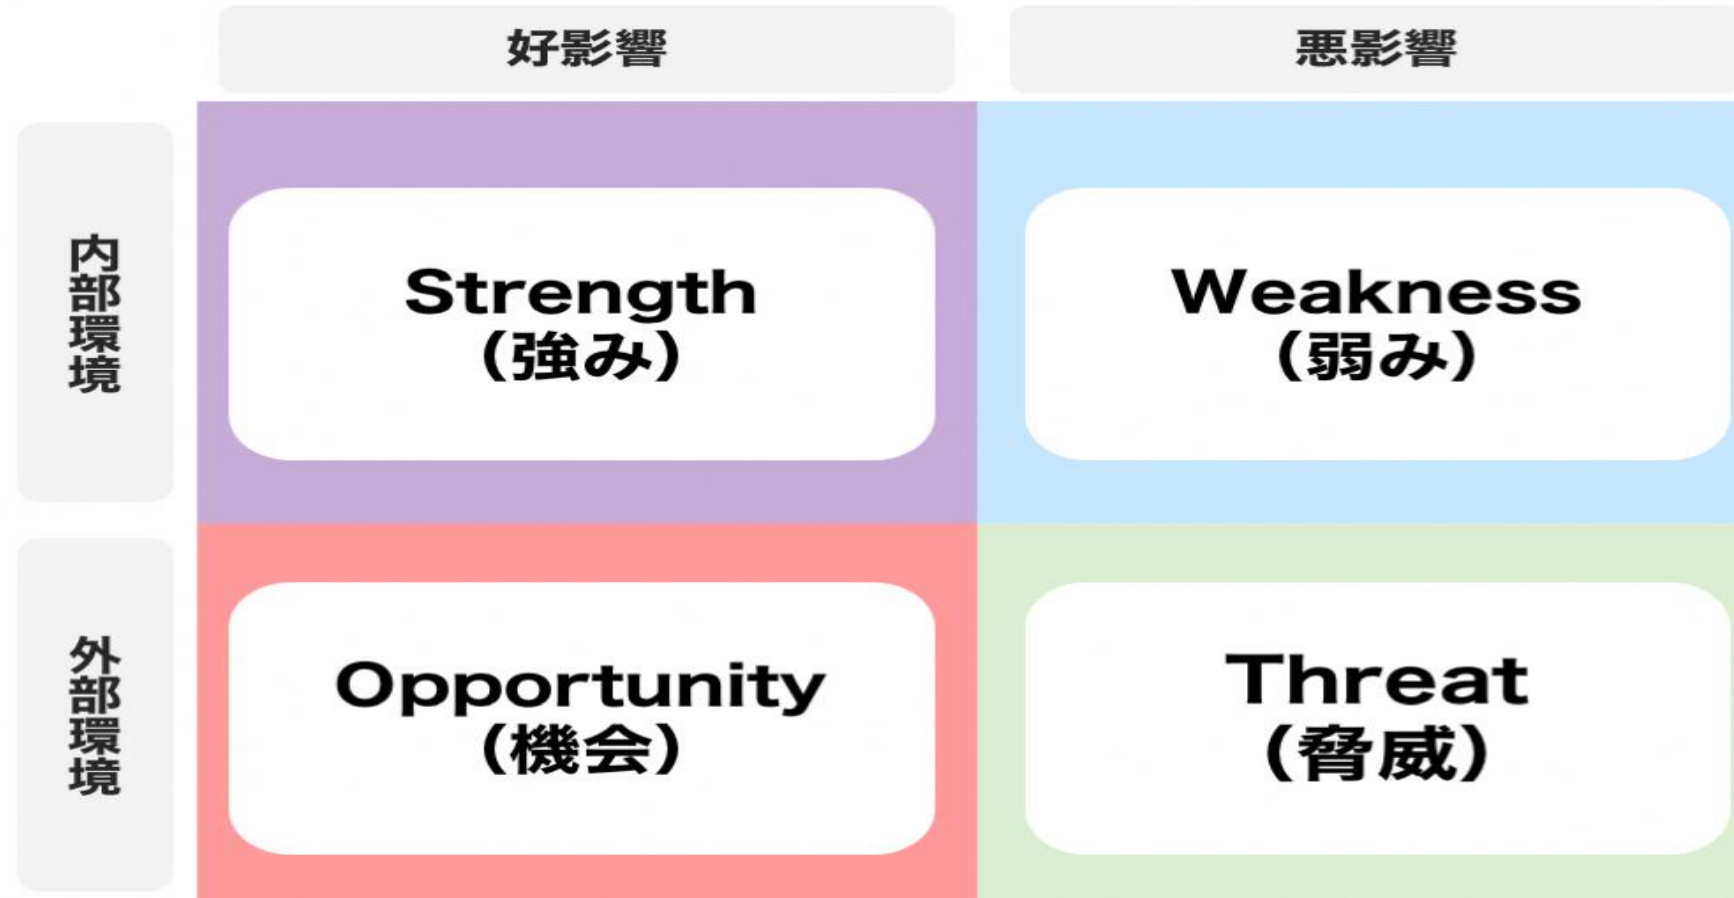 好影響
悪影響
内部環境
Strength
（強み）
Weakness
（弱み）
外部環境
Opportunity
（機会）
Threat
（脅威）